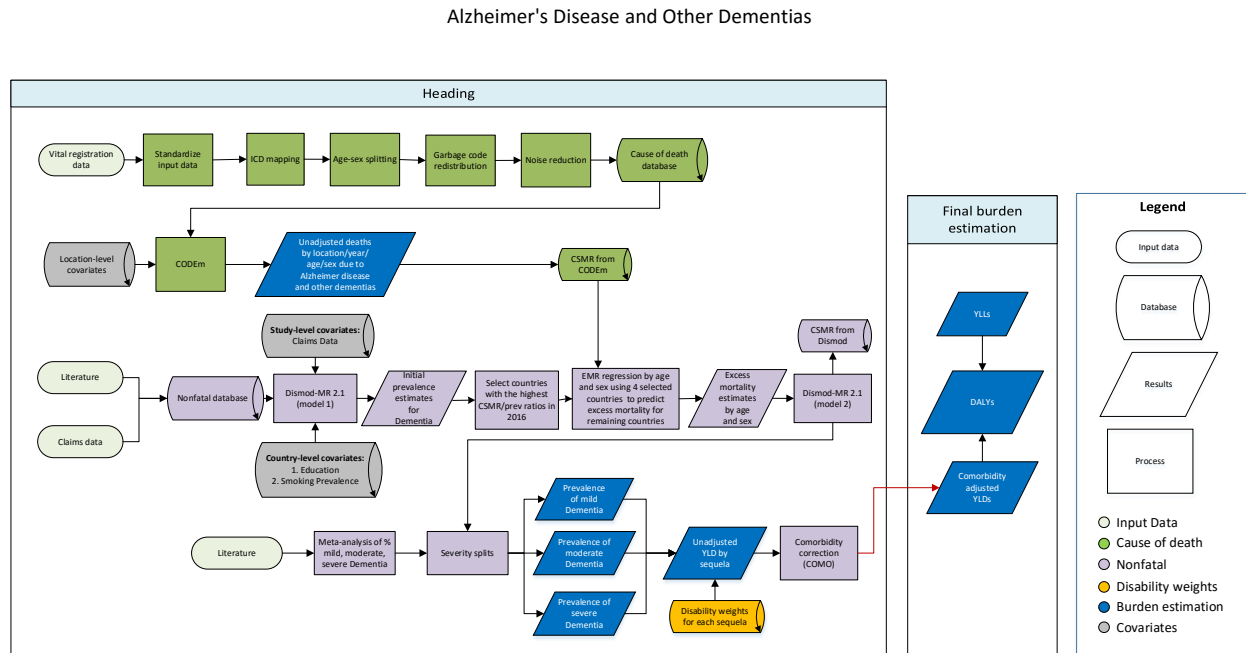 Alzheimer's Disease and Other Dementias
Heading
Vital registration
data
Standardize
input data
ICD mapping
Age-sex splitting
Garbage code
redistribution
Noise reduction
Cause of death
database
Location-level
covariates
CODEm
Unadjusted deaths
by location/year/
age/sex due to
Alzheimer disease
and other dementias
CSMR from
CODEm
Study-level covariates:
Claims Data
CSMR from
Dismod
Literature
Claims data
Nonfatal database
Dismod-MR 2.1
(model 1)
Initial
prevalence
estimates
for
Dementia
Select countries
with the highest
CSMR/prev ratios in
2016
EMR regression by age
and sex using 4 selected
countries to predict
excess mortality for
remaining countries
Excess
mortality
estimates
by age
and sex
Dismod-MR 2.1
(model 2)
Country-level covariates:
1. Education
2. Smoking Prevalence
Literature
Meta-analysis of %
mild, moderate,
severe Dementia
Severity splits
Prevalence
of mild
Dementia
Prevalence of
moderate
Dementia
Prevalence of
severe
Dementia
Unadjusted
YLD by
sequela
Disability weights
for each sequela
Comorbidity
correction
(COMO)
Final burden
estimation
YLLs
DALYs
Comorbidity
adjusted
YLDs
Legend
Input data
Database
Results
Process
Input Data
Cause of death
Nonfatal
Disability weights
Burden estimation
Covariates